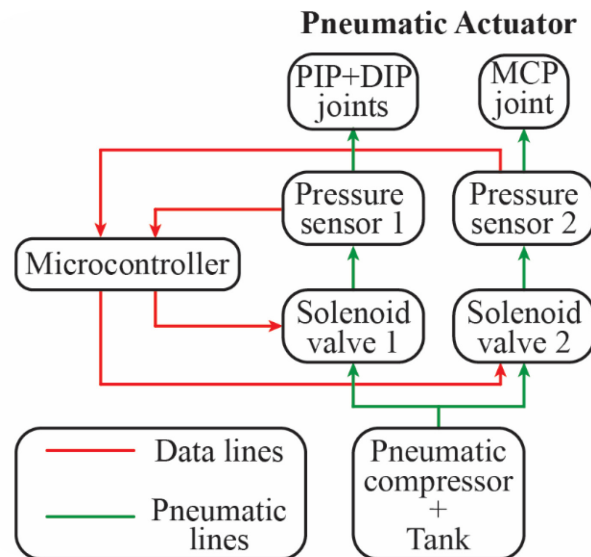 Pneumatic Actuator
PIP+DIP
joints
MCP
joint
Pressure
sensor 1
Pressure
sensor 2
Microcontroller
Solenoid
valve 1
Solenoid
valve 2
Data lines
Pneumatic
lines
Pneumatic
compressor
+
Tank